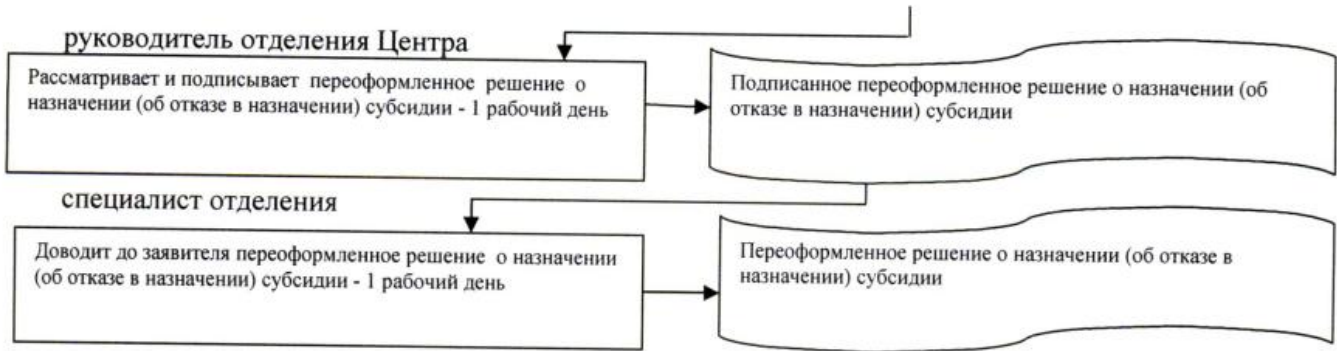 руководитель отделения Центра
Рассматривает и подписывает переоформленное решение о
назначении (об отказе в назначении) субсидии - 1 рабочий день
Подписанное переоформленное решение о назначении (об
отказе в назначении) субсидии
специалист отделения
Доводит до заявителя переоформленное решение о назначении
(об отказе в назначении) субсидии - 1 рабочий день
Переоформленное решение о назначении (об отказе в
назначении) субсидии